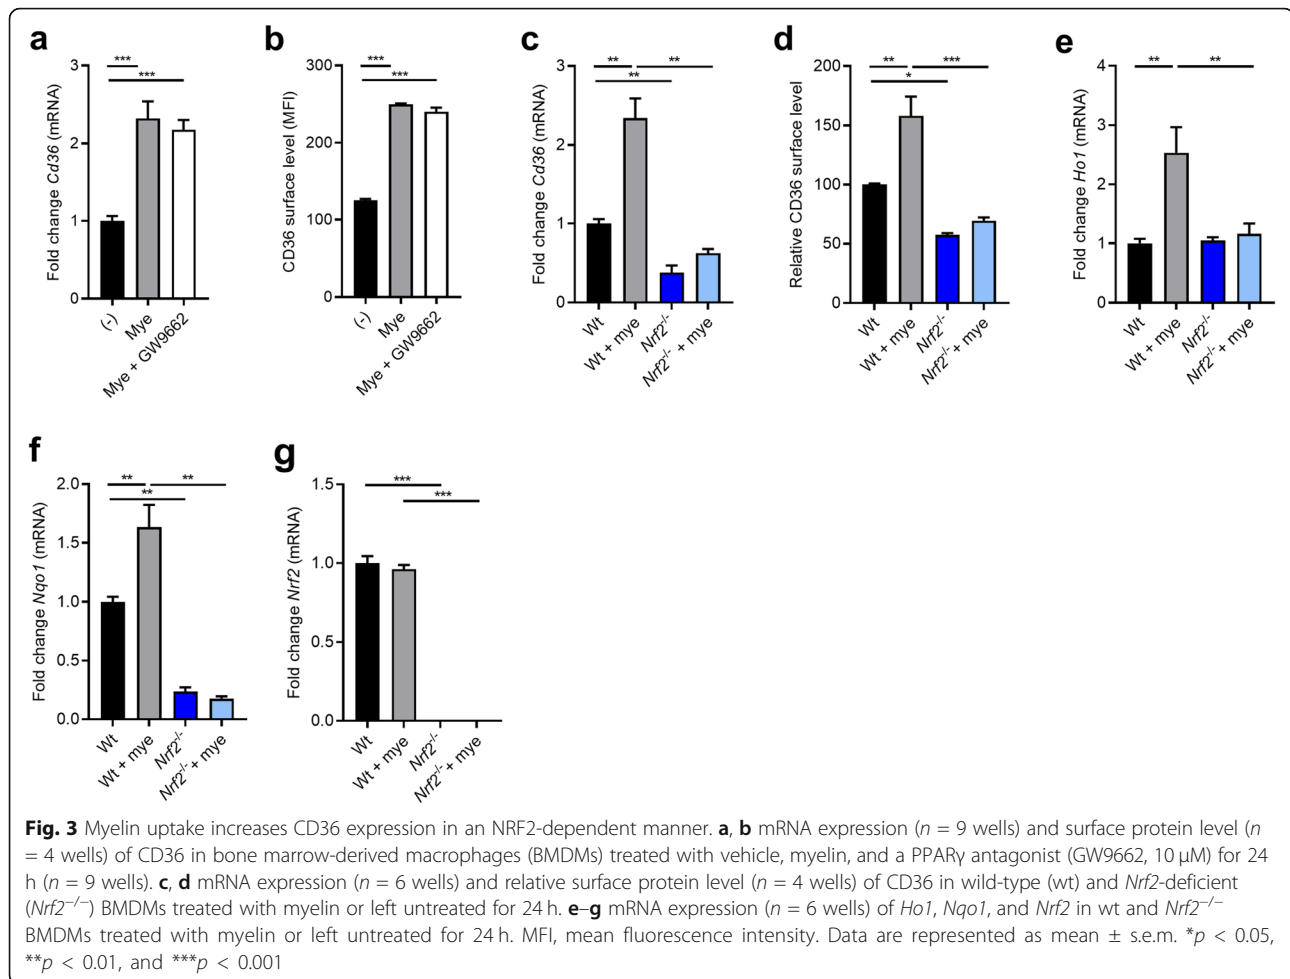 a
***
***
Fold change Cd36 (mRNA)
3
2
1
0
(-)
Mye
Mye + GW9662
b
***
***
CD36 surface level (MFI)
300
200
100
0
(-)
Mye
Mye + GW9662
c
** **
**
Fold change Cd36 (mRNA)
3
2
1
0
Wt
Wt + mye
Nrf2-/-
Nrf2-/- + mye
d
** ***
*
Relative CD36 surface level
200
150
100
50
0
Wt
Wt + mye
Nrf2-/-
Nrf2-/- + mye
e
** **
Fold change Ho1 (mRNA)
4
3
2
1
0
Wt
Wt + mye
Nrf2-/-
Nrf2-/- + mye
f
** **
**
Fold change Nqo1 (mRNA)
2.0
1.5
1.0
0.5
0.0
Wt
Wt + mye
Nrf2-/-
Nrf2-/- + mye
g
***
***
Fold change Nrf2 (mRNA)
1.5
1.0
0.5
0.0
Wt
Wt + mye
Nrf2-/-
Nrf2-/- + mye
Fig. 3 Myelin uptake increases CD36 expression in an NRF2-dependent manner. a, b mRNA expression (n = 9 wells) and surface protein level (n
= 4 wells) of CD36 in bone marrow-derived macrophages (BMDMs) treated with vehicle, myelin, and a PPARγ antagonist (GW9662, 10 μM) for 24
h (n = 9 wells). c, d mRNA expression (n = 6 wells) and relative surface protein level (n = 4 wells) of CD36 in wild-type (wt) and Nrf2-deficient
(Nrf2−/−) BMDMs treated with myelin or left untreated for 24 h. e–g mRNA expression (n = 6 wells) of Ho1, Nqo1, and Nrf2 in wt and Nrf2−/−
BMDMs treated with myelin or left untreated for 24 h. MFI, mean fluorescence intensity. Data are represented as mean ± s.e.m. *p < 0.05,
**p < 0.01, and ***p < 0.001